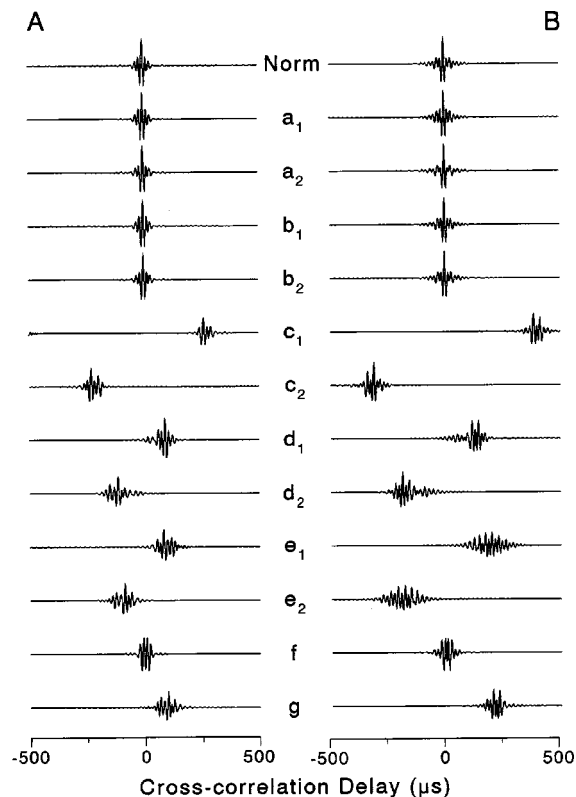 A B
Norm
a1
a2
b1
b2
c1
c2
d1
d2
e1
e2
f
g
-500 0 500 -500 0 500
Cross-correlation Delay (μs)